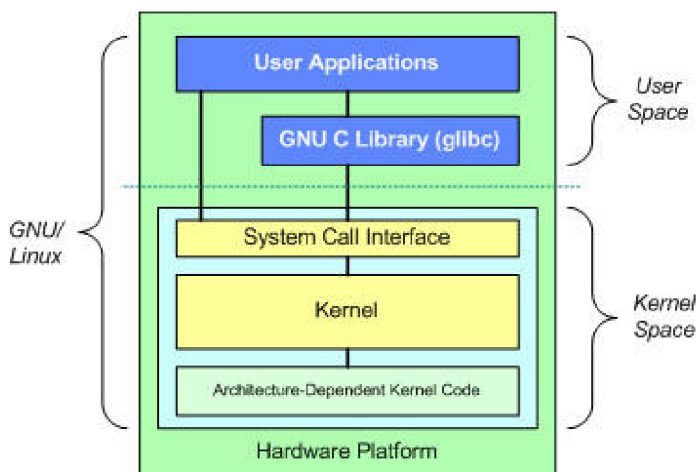 User Applications
User
Space
GNU C Library (glibc)
GNU/
Linux
System Call Interface
Kernel
Kernel
Space
Architecture-Dependent Kernel Code
Hardware Platform